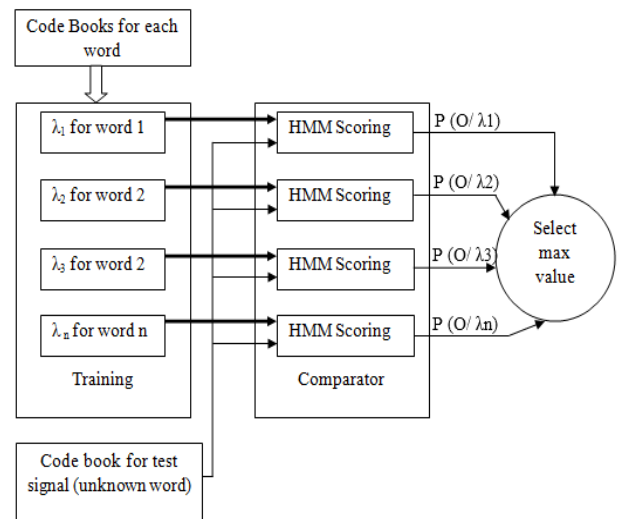 Code Books for each
word
λ₁ for word 1
HMM Scoring
P (O/ λ1)
λ₂ for word 2
HMM Scoring
P (O/ λ2)
Select
max
value
λ₃ for word 2
HMM Scoring
P (O/ λ3)
λₙ for word n
HMM Scoring
P (O/ λn)
Training
Comparator
Code book for test
signal (unknown word)